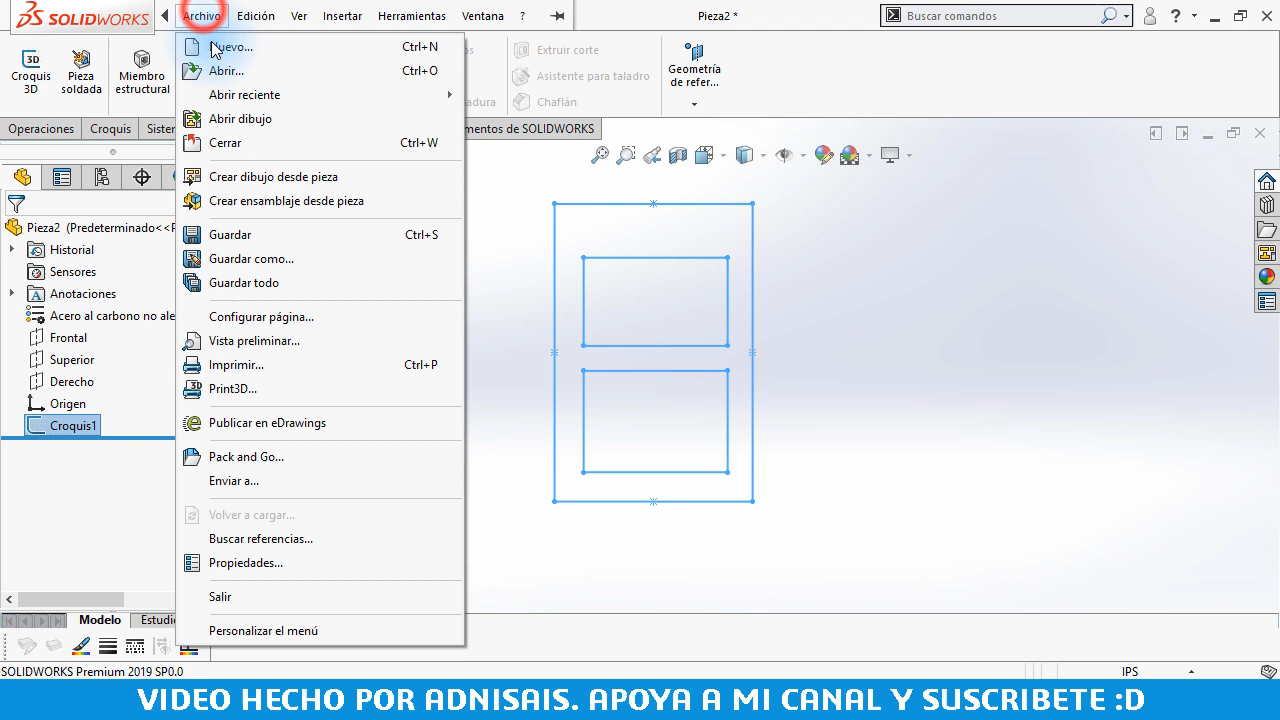 SOLIDWORKS
Archivo
Edición
Ver
Insertar
Herramientas
Ventana
?
Pieza2 *
Buscar comandos
?
Croquis 3D
Pieza soldada
Miembro estructural
Extruir corte
Asistente para taladro
Chaflán
Geometría de refer...
Operaciones
Croquis
mentos de SOLIDWORKS
Nuevo... Ctrl+N
Abrir... Ctrl+O
Abrir reciente
Abrir dibujo
Cerrar Ctrl+W
Crear dibujo desde pieza
Crear ensamblaje desde pieza
Guardar Ctrl+S
Guardar como...
Guardar todo
Configurar página...
Vista preliminar...
Imprimir... Ctrl+P
Print3D...
Publicar en eDrawings
Pack and Go...
Enviar a...
Volver a cargar...
Buscar referencias...
Propiedades...
Salir
Personalizar el menú
Pieza2 (Predeterminado<<P
Historial
Sensores
Anotaciones
Acero al carbono no ale
Frontal
Superior
Derecho
Origen
Croquis1
Modelo
Estudi
SOLIDWORKS Premium 2019 SP0.0
IPS
VIDEO HECHO POR ADNISAIS. APOYA A MI CANAL Y SUSCRIBETE :D